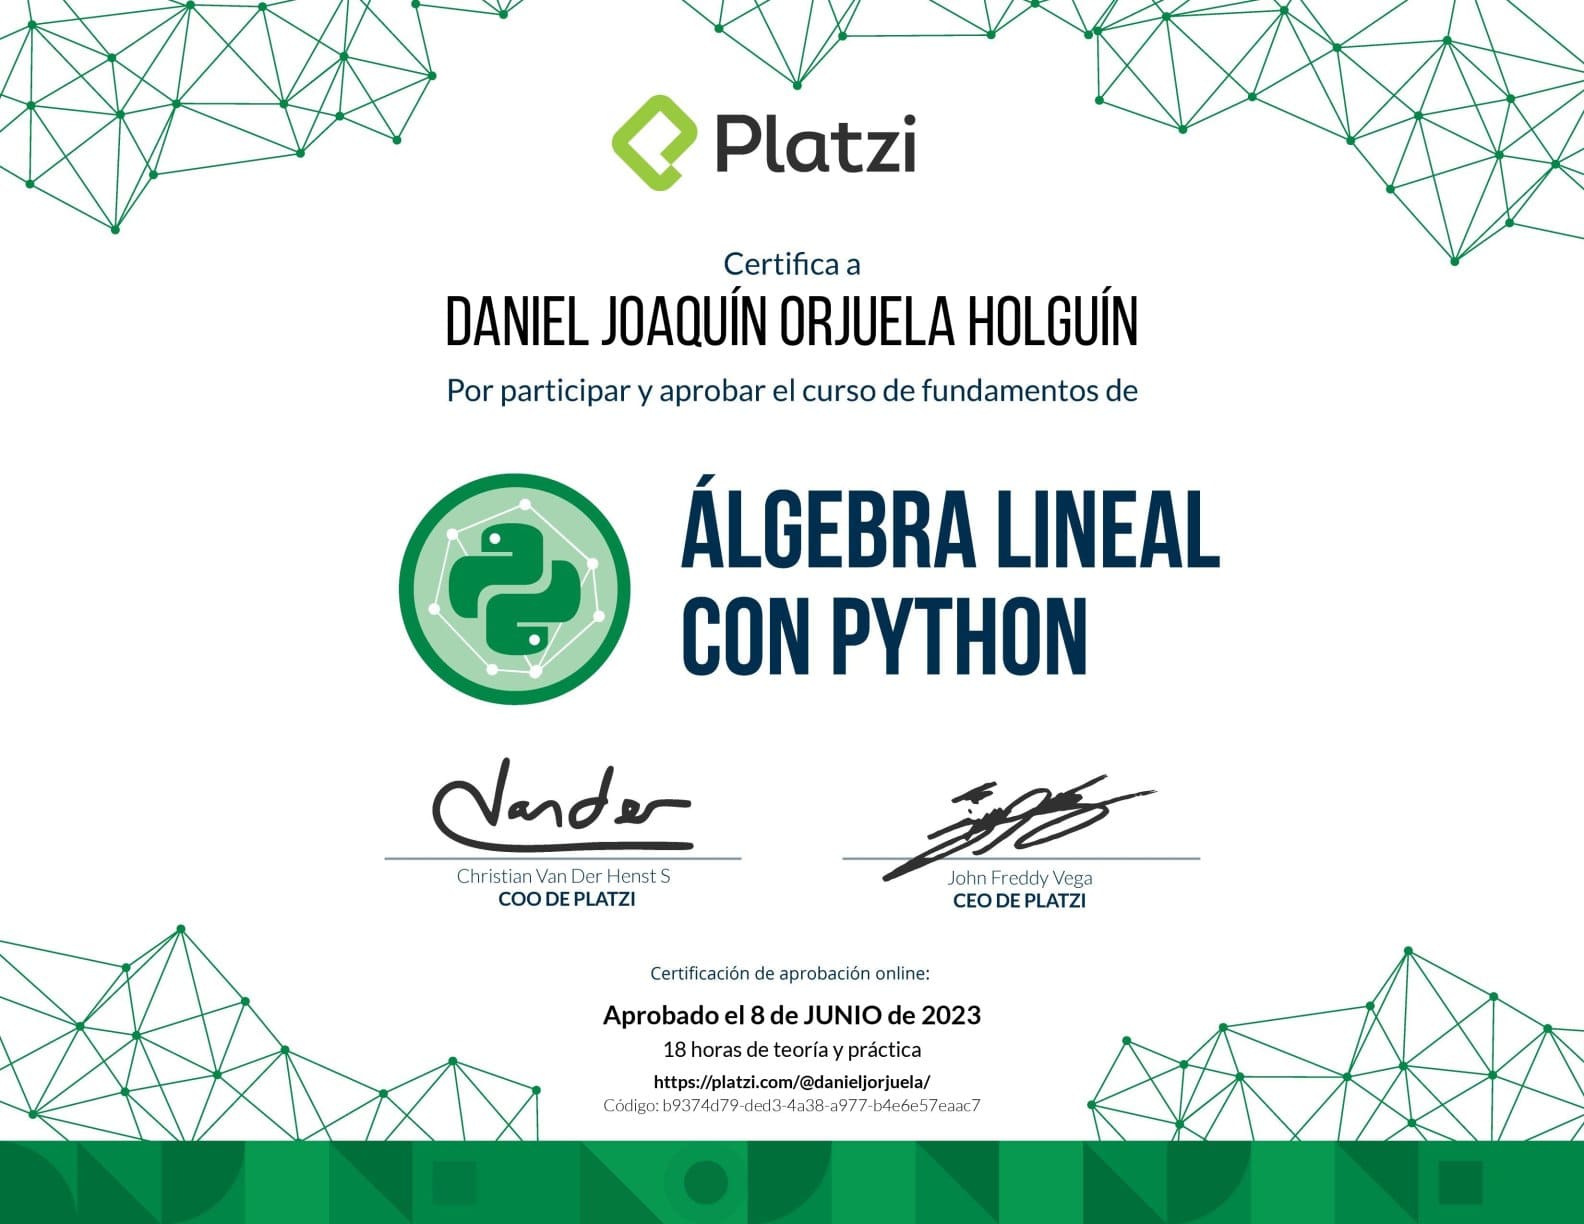 Platzi
Certifica a
DANIEL JOAQUÍN ORJUELA HOLGUÍN
Por participar y aprobar el curso de fundamentos de
ÁLGEBRA LINEAL
CON PYTHON
Vander
Christian Van Der Henst S
COO DE PLATZI
John Freddy Vega
CEO DE PLATZI
Certificación de aprobación online:
Aprobado el 8 de JUNIO de 2023
18 horas de teoría y práctica
https://platzi.com/@danieljorjuela/
Código: b9374d79-ded3-4a38-a977-b4e6e57eaac7